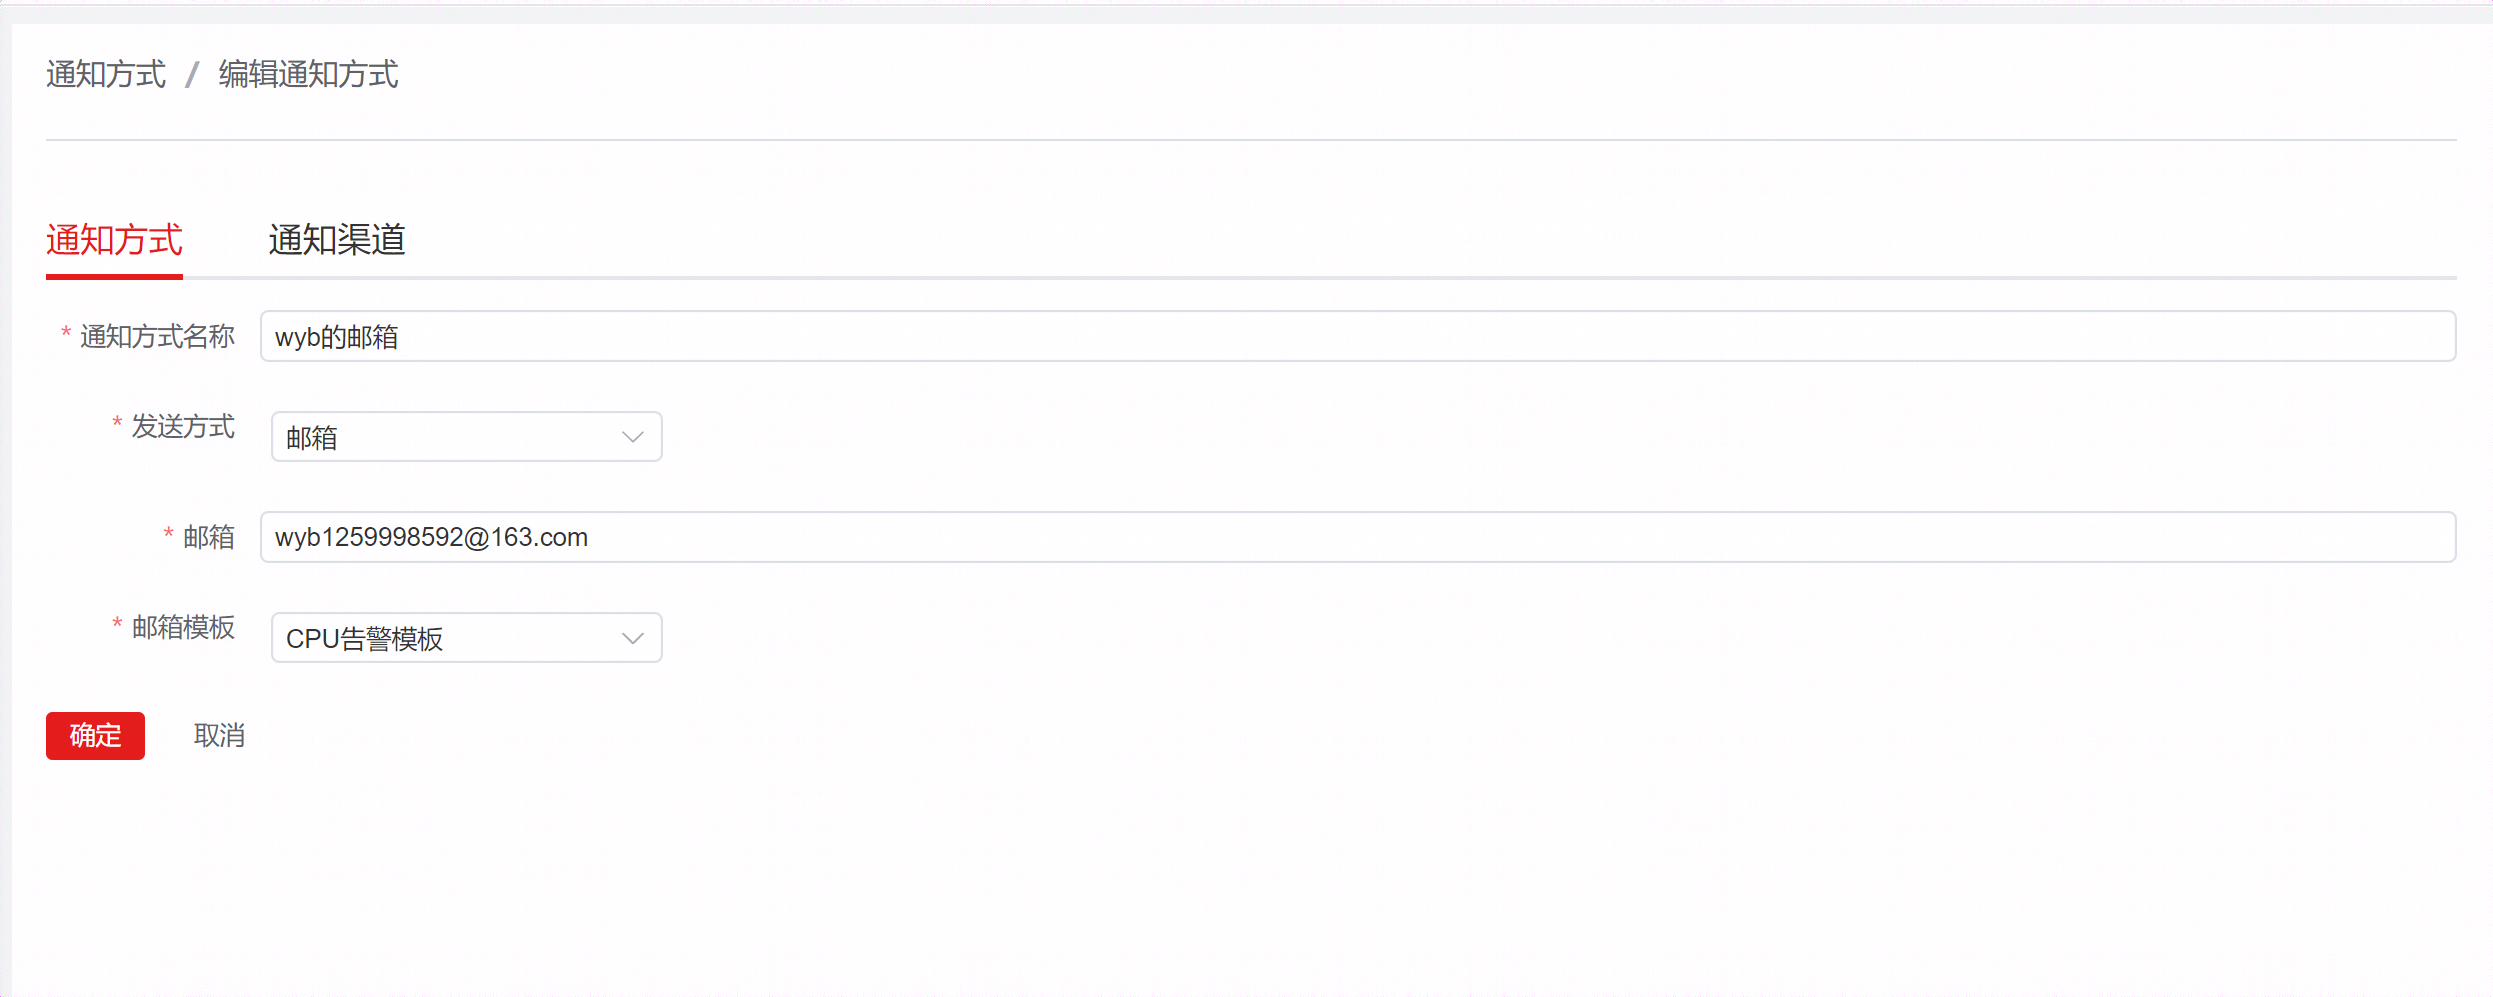 通知方式 / 编辑通知方式
通知方式 通知渠道
* 通知方式名称 wyb的邮箱
* 发送方式 邮箱
* 邮箱 wyb1259998592@163.com
* 邮箱模板 CPU告警模板
确定 取消